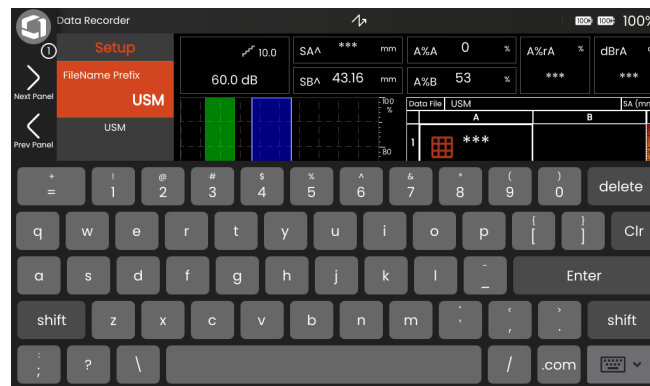 Data Recorder
100% 100% 100%
1
Setup
10.0
SA^ *** mm
A%A 0 %
A%rA %
***
dBrA
***
Next Panel
FileName Prefix
USM
60.0 dB
SB^ 43.16 mm
A%B 53 %
100
%
80
Data File USM
SA (mm
A B
1 ***
Prev Panel
USM
+ ! @ # $ % ^ & * ( )
= 1 2 3 4 5 6 7 8 9 0 delete
{ }
q w e r t y u i o p [ ] Clr
-
a s d f g h j k l _ Enter
< >
shift z x c v b n m ' , . shift
:
; ? \ / .com